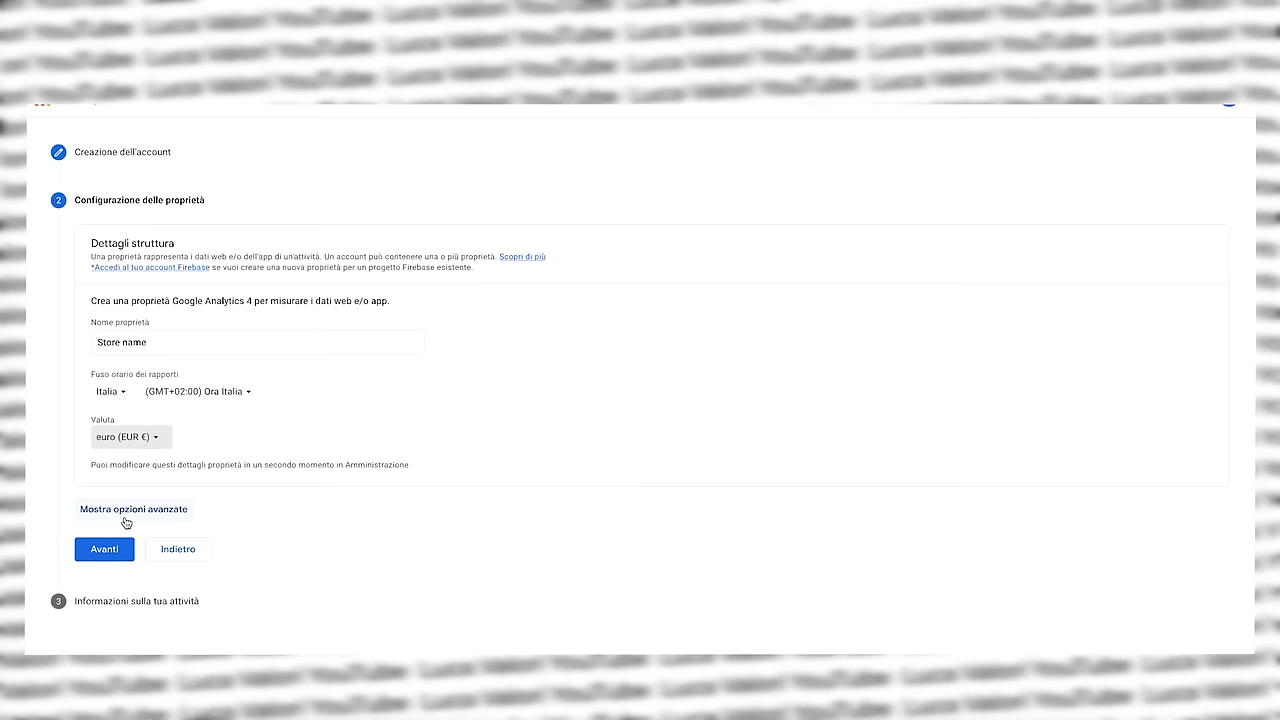 Creazione dell'account
2 Configurazione delle proprietà
Dettagli struttura
Una proprietà rappresenta i dati web e/o dell'app di un'attività. Un account può contenere una o più proprietà. Scopri di più
*Accedi al tuo account Firebase se vuoi creare una nuova proprietà per un progetto Firebase esistente.
Crea una proprietà Google Analytics 4 per misurare i dati web e/o app.
Nome proprietà
Store name
Fuso orario dei rapporti
Italia (GMT+02:00) Ora Italia
Valuta
euro (EUR €)
Puoi modificare questi dettagli proprietà in un secondo momento in Amministrazione
Mostra opzioni avanzate
Avanti Indietro
3 Informazioni sulla tua attività